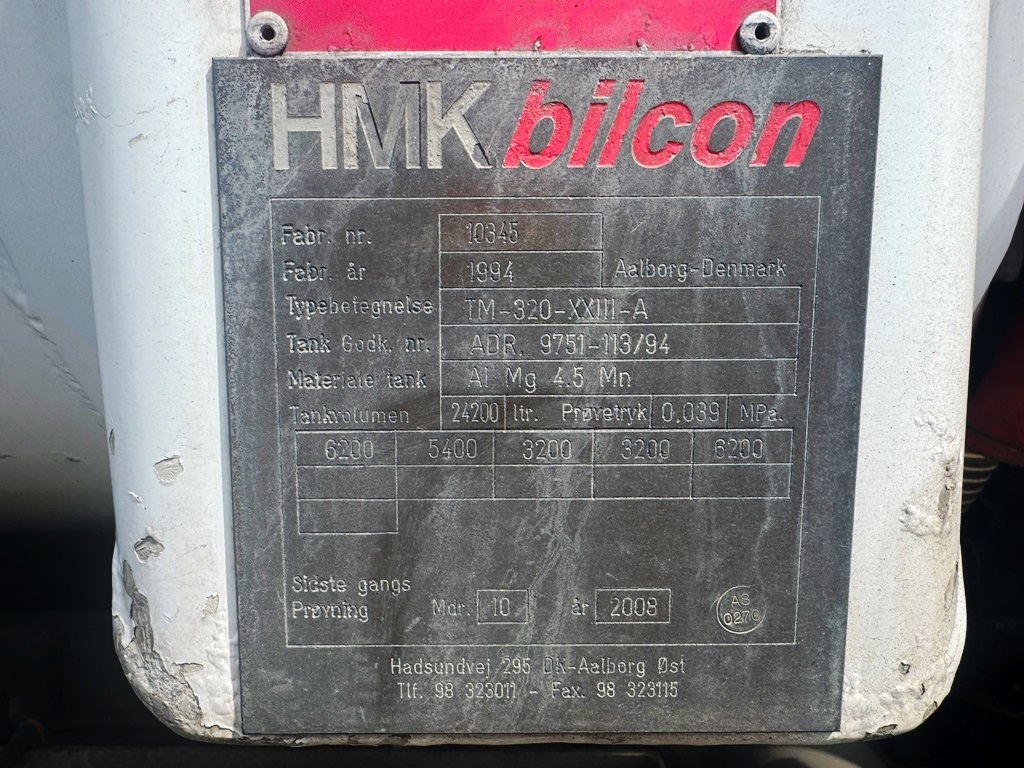 HMK bilcon
Fabr. nr. 10345
Fabr. år 1994 Aalborg-Denmark
Typebetegnelse TM-320-XXIII-A
Tank Godk. nr. ADR. 9751-113/94
Materiale tank Al Mg 4.5 Mn
Tankvolumen 24200 ltr. Prøvetryk 0,039 MPa.
6200 5400 3200 3200 6200
Sidste gangs
Prøvning Mdr. 10 år 2008
AS
0270
Hadsundvej 295 DK-Aalborg Øst
Tlf. 98 323011 - Fax. 98 323115